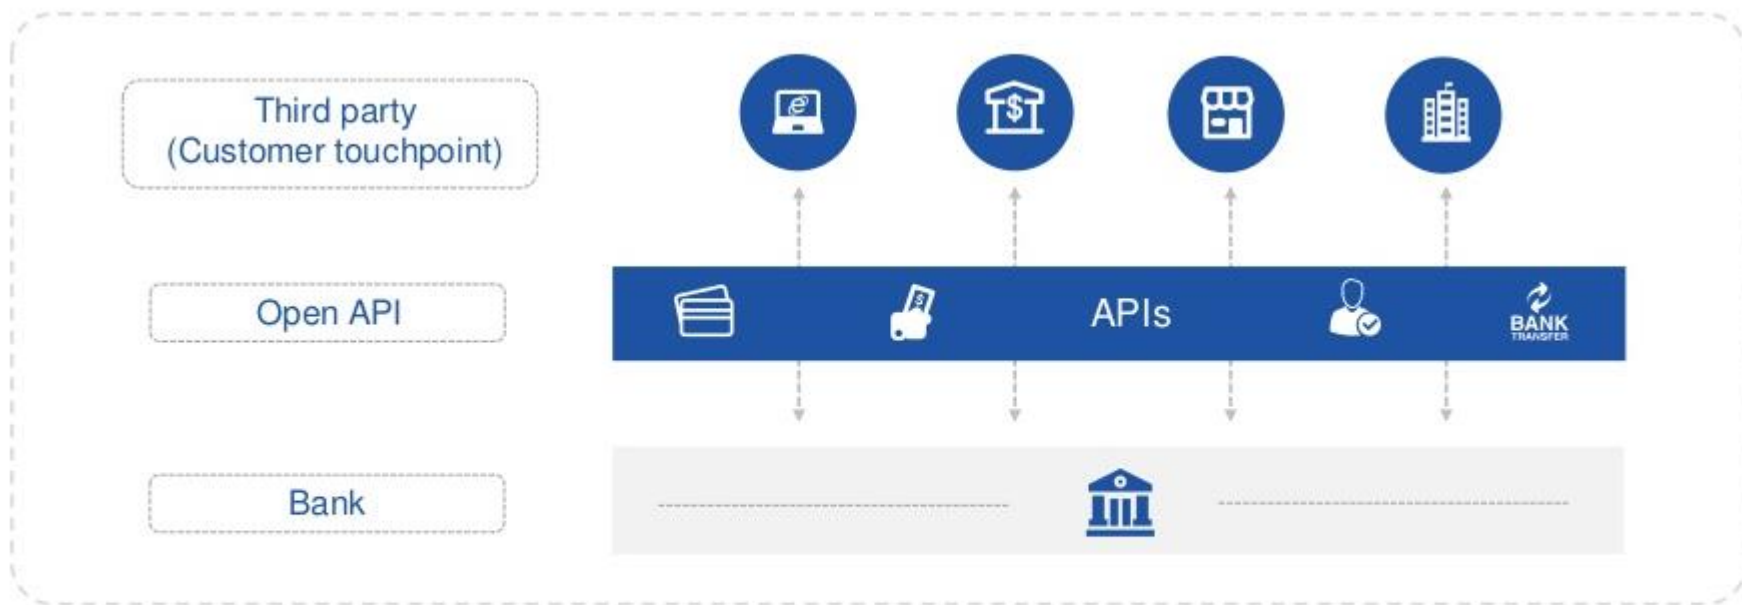 Third party
(Customer touchpoint)
Open API
APIs
BANK
TRANSFER
Bank